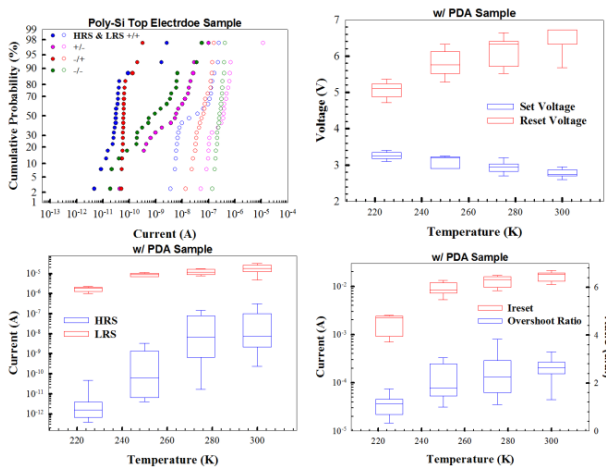 Poly-Si Top Electrdoe Sample
Cumulative Probability (%)
99
98
95
90
80
70
50
30
20
10
5
2
1
HRS & LRS +/+
+/-
-/+
-/-
10-13 10-12 10-11 10-10 10-9 10-8 10-7 10-6 10-5 10-4
Current (A)
w/ PDA Sample
Voltage (V)
7
6
5
4
3
2
Set Voltage
Reset Voltage
220 240 260 280 300
Temperature (K)
w/ PDA Sample
Current (A)
10-5
10-6
10-7
10-8
10-9
10-10
10-11
10-12
HRS
LRS
220 240 260 280 300
Temperature (K)
w/ PDA Sample
Current (A)
10-2
10-3
10-4
10-5
Ireset
Overshoot Ratio
6
4
2
0
220 240 260 280 300
Temperature (K)